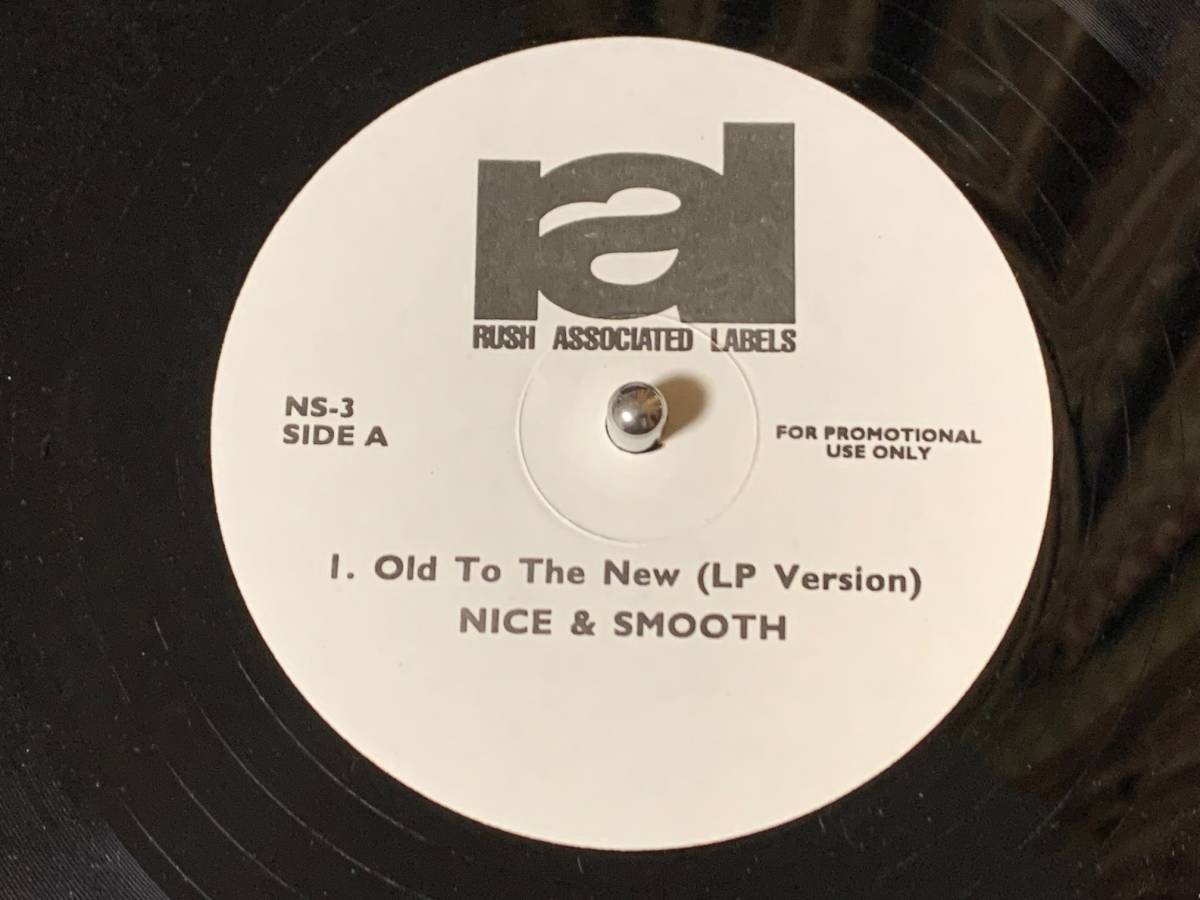 ral
RUSH ASSOCIATED LABELS
NS-3
SIDE A
FOR PROMOTIONAL
USE ONLY
1. Old To The New (LP Version)
NICE & SMOOTH